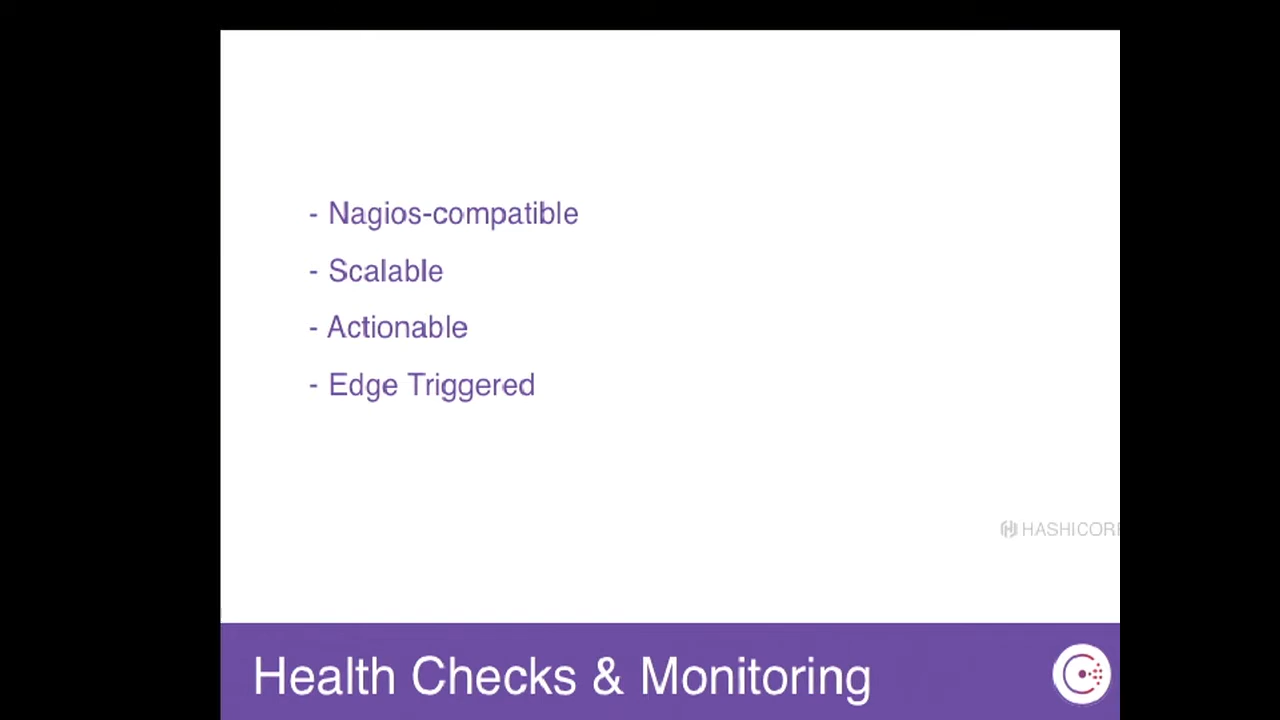 - Nagios-compatible
- Scalable
- Actionable
- Edge Triggered
HASHICORP
Health Checks & Monitoring